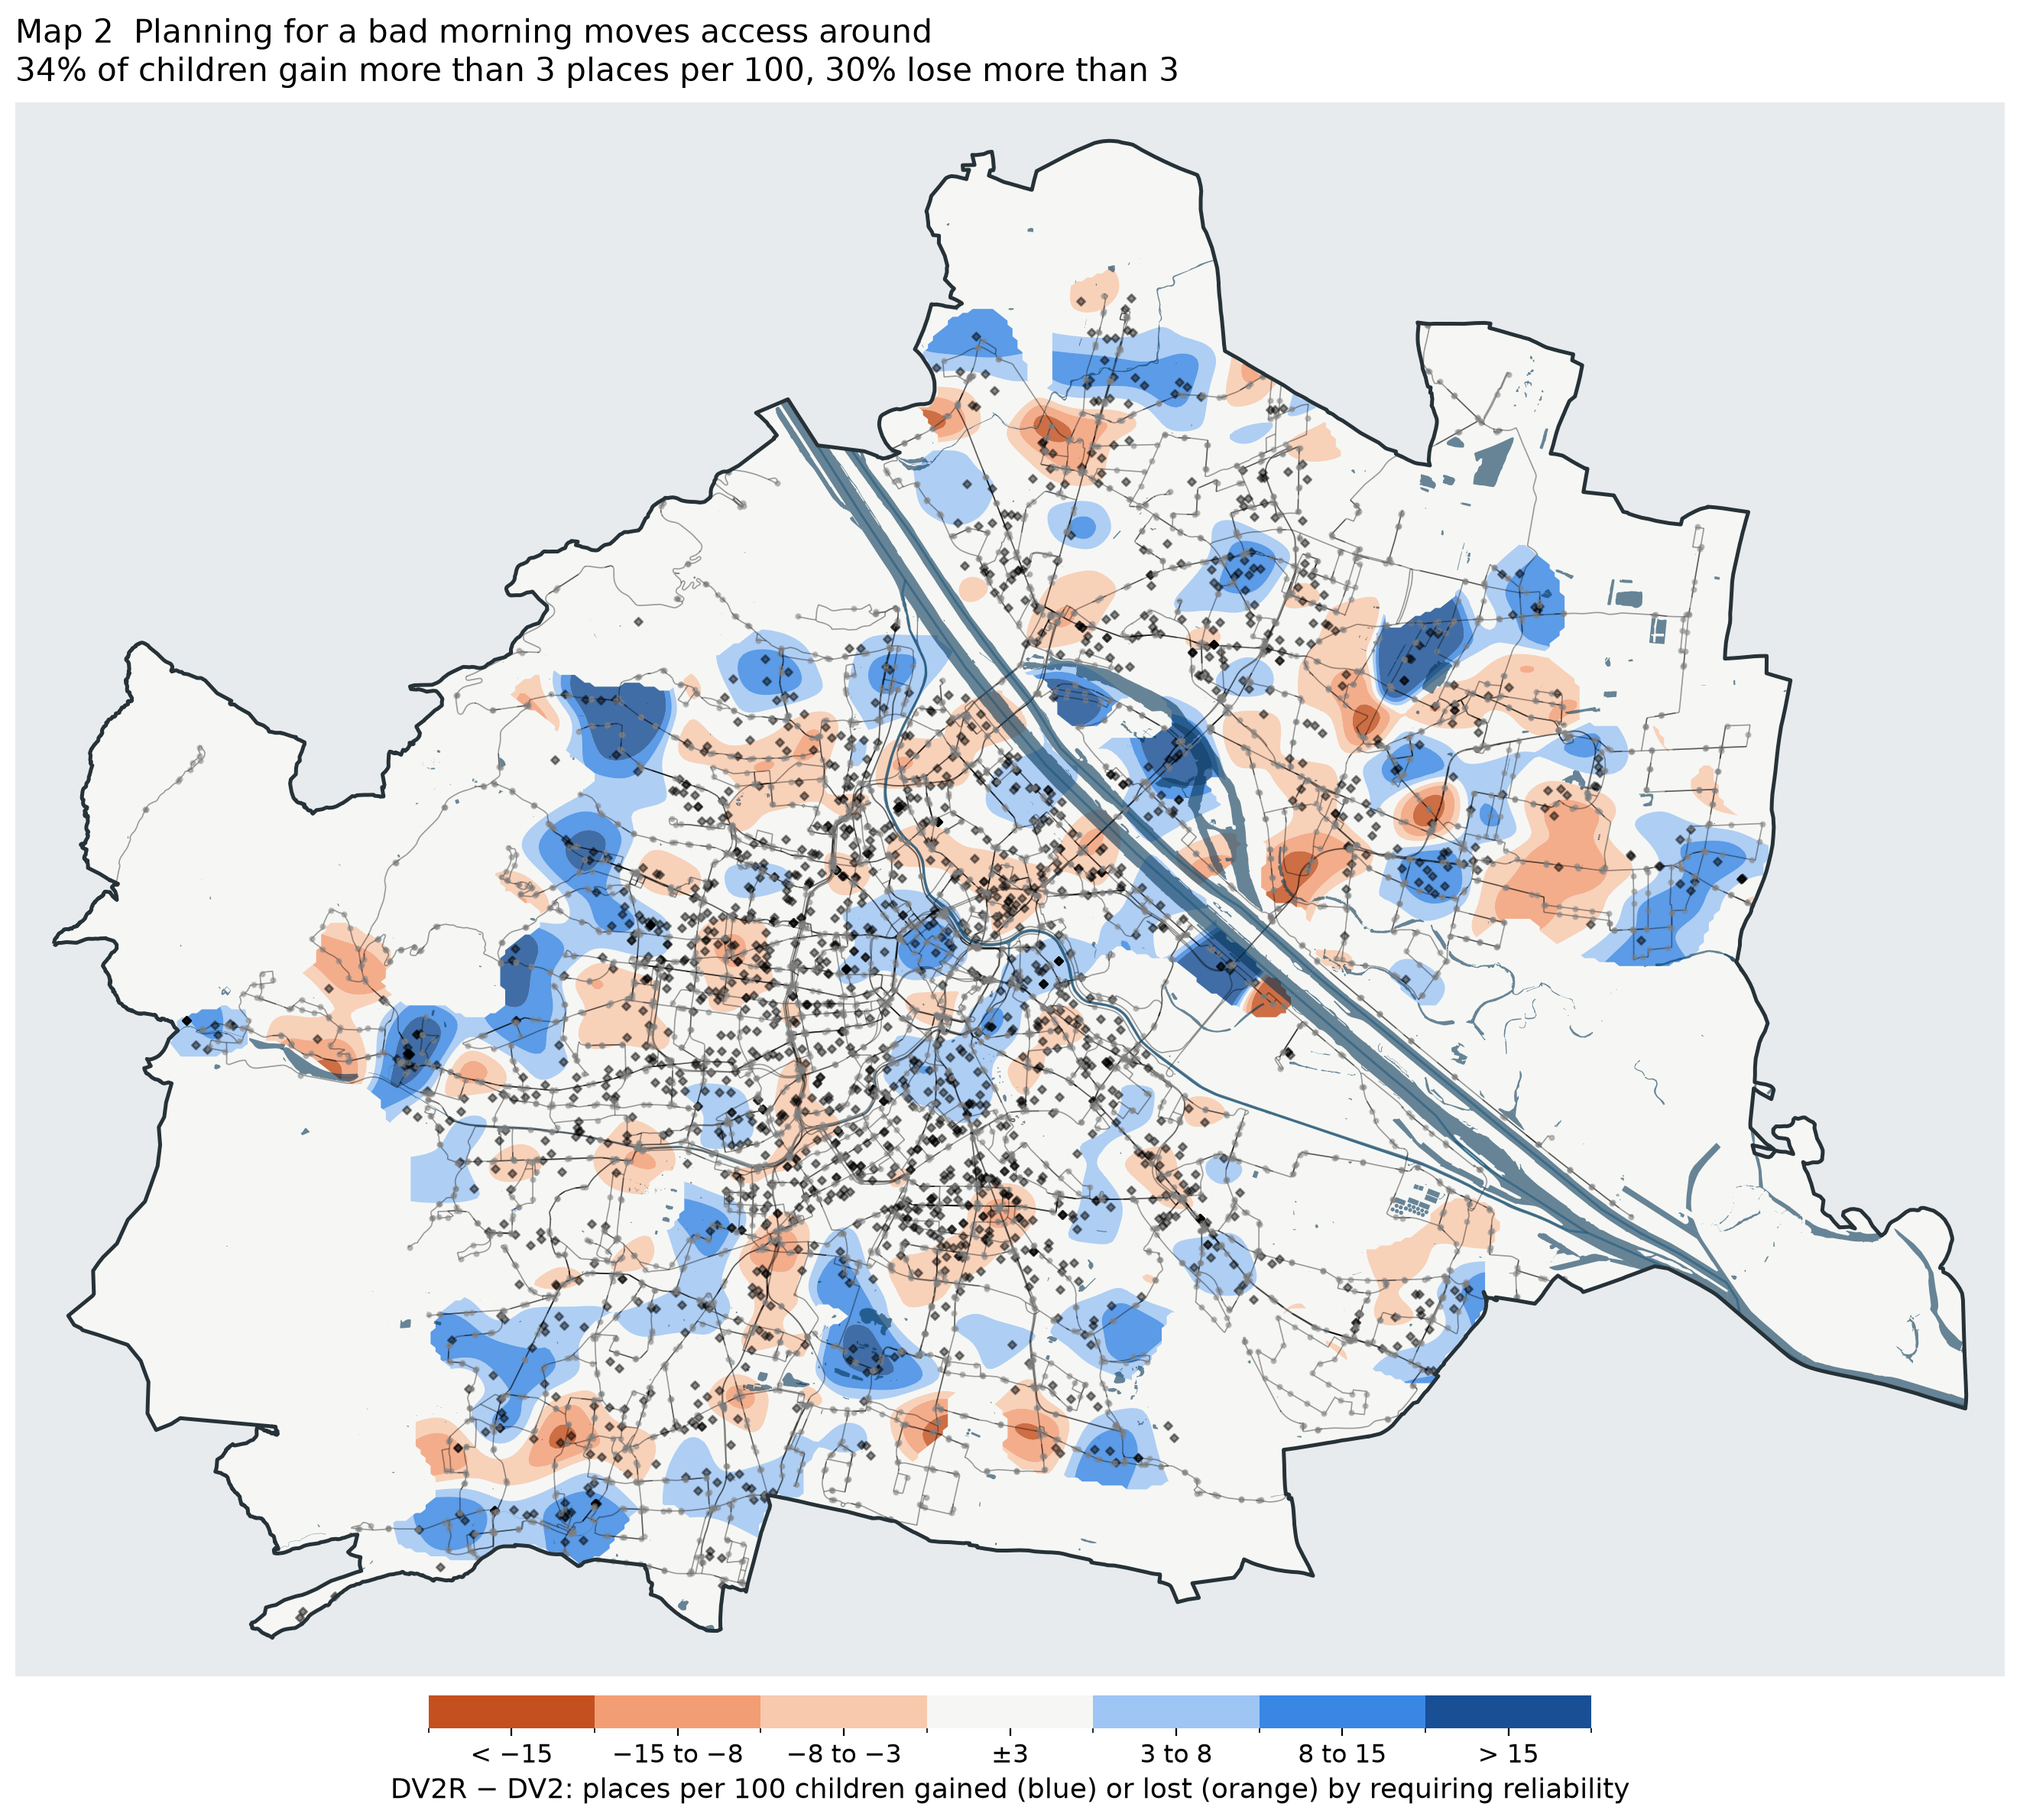 Map 2  Planning for a bad morning moves access around
34% of children gain more than 3 places per 100, 30% lose more than 3
< −15
−15 to −8
−8 to −3
±3
3 to 8
8 to 15
> 15
DV2R − DV2: places per 100 children gained (blue) or lost (orange) by requiring reliability